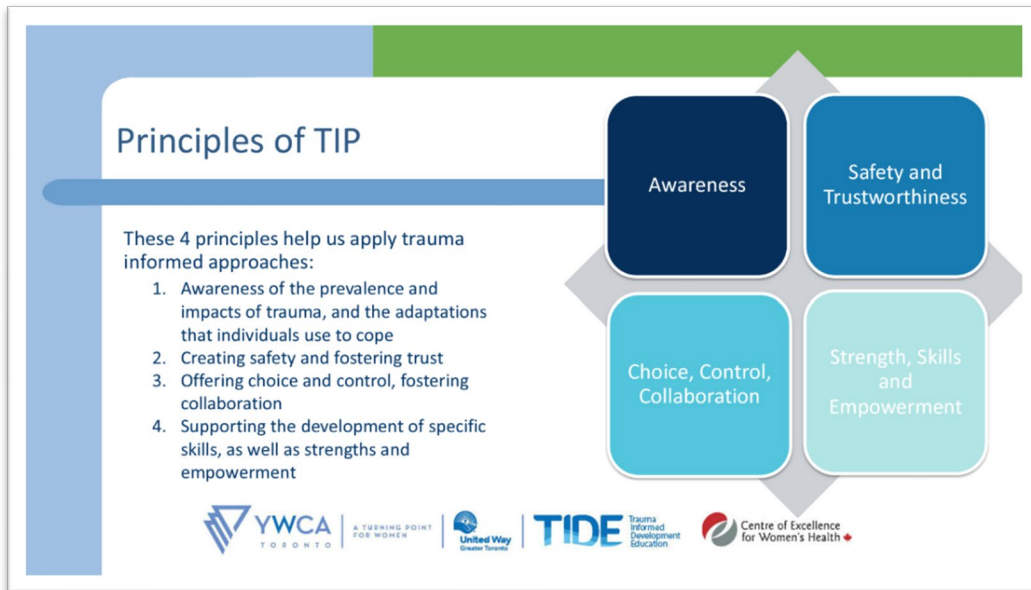 Principles of TIP
These 4 principles help us apply trauma
informed approaches:
1. Awareness of the prevalence and
impacts of trauma, and the adaptations
that individuals use to cope
2. Creating safety and fostering trust
3. Offering choice and control, fostering
collaboration
4. Supporting the development of specific
skills, as well as strengths and
empowerment
Awareness
Safety and
Trustworthiness
Choice, Control,
Collaboration
Strength, Skills
and
Empowerment
YWCA
TORONTO
A TURNING POINT
FOR WOMEN
United Way
Greater Toronto
TIDE
Trauma
Informed
Development
Education
Centre of Excellence
for Women's Health